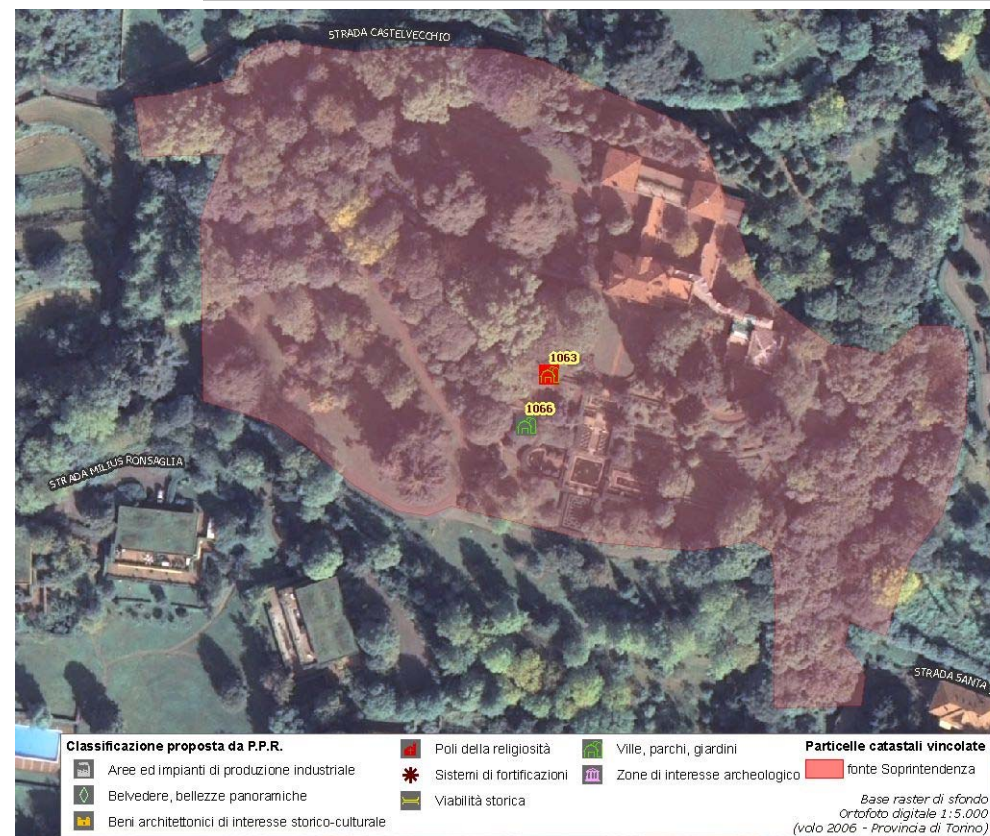 STRADA CASTELVECCHIO
1063
1066
STRADA MILIUS RONSAGLIA
STRADA SANTA
Classificazione proposta da P.P.R.
Aree ed impianti di produzione industriale
Belvedere, bellezze panoramiche
Beni architettonici di interesse storico-culturale
Poli della religiosità
Sistemi di fortificazioni
Viabilità storica
Ville, parchi, giardini
Zone di interesse archeologico
Particelle catastali vincolate
fonte Soprintendenza
Base raster di sfondo
Ortofoto digitale 1:5.000
(volo 2006 - Provincia di Torino)